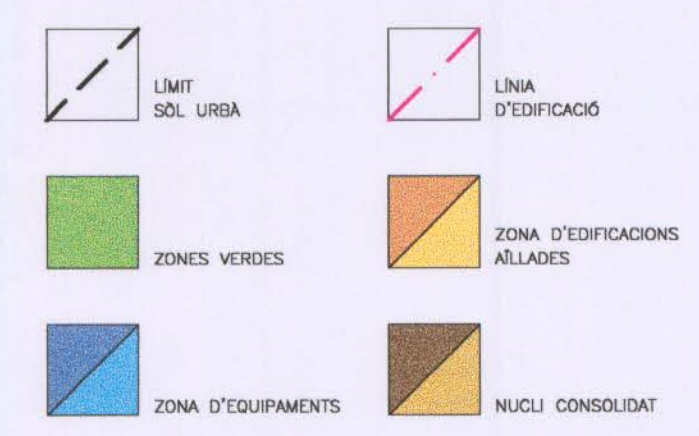 LÍMIT
SÒL URBÀ
LÍNIA
D'EDIFICACIÓ
ZONES VERDES
ZONA D'EDIFICACIONS
AÏLLADES
ZONA D'EQUIPAMENTS
NUCLI CONSOLIDAT